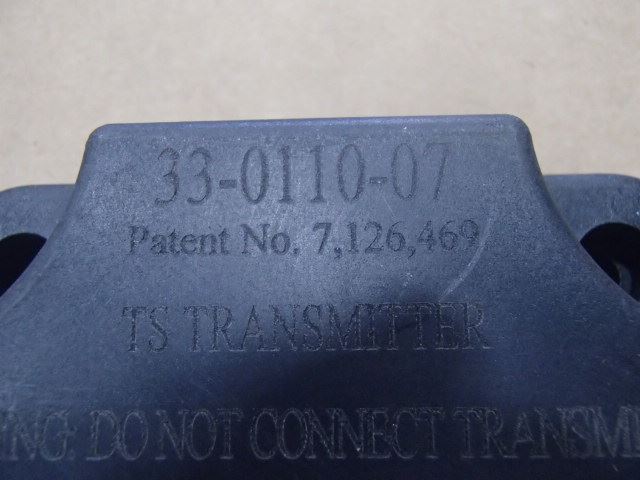 33-0110-07
Patent No. 7,126,469
TS TRANSMITTER
DO NOT CONNECT